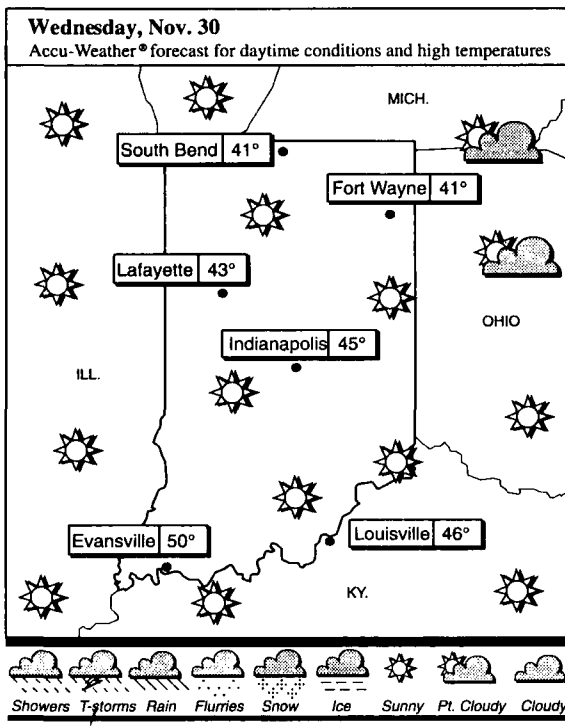 Wednesday, Nov. 30
Accu-Weather® forecast for daytime conditions and high temperatures
MICH.
South Bend 41°
Fort Wayne 41°
Lafayette 43°
OHIO
Indianapolis 45°
ILL.
Evansville 50°
Louisville 46°
KY.
Showers T-storms Rain Flurries Snow Ice Sunny Pt. Cloudy Cloudy